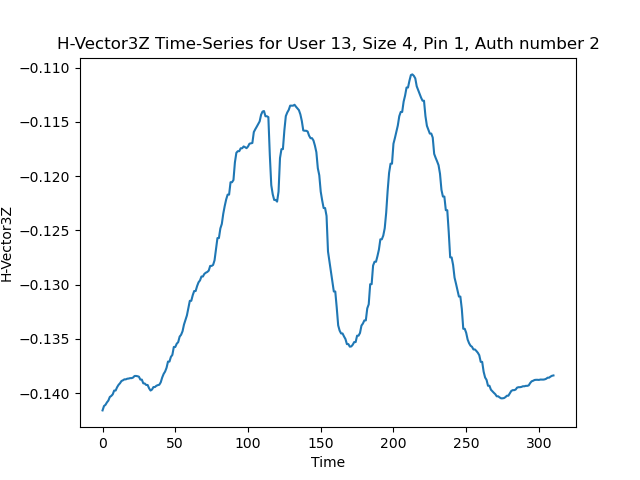 H-Vector3Z Time-Series for User 13, Size 4, Pin 1, Auth number 2
−0.110
−0.115
−0.120
−0.125
−0.130
−0.135
−0.140
H-Vector3Z
0 50 100 150 200 250 300
Time